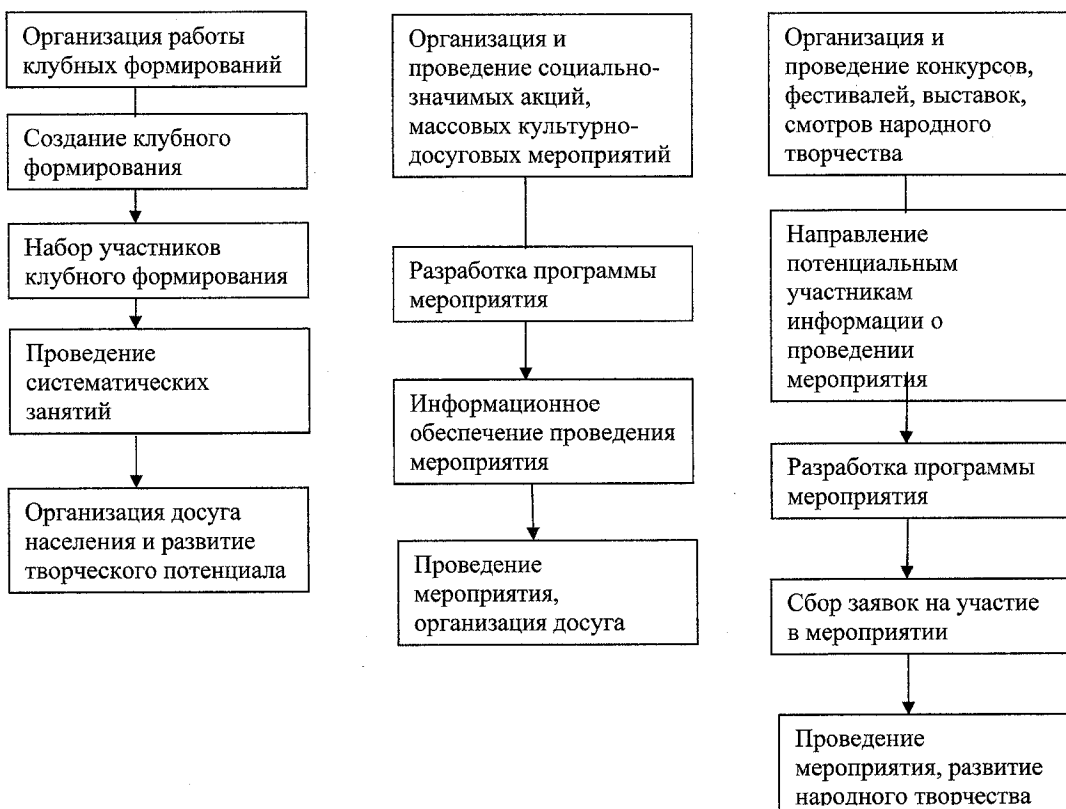 Организация работы
клубных формирований
Создание клубного
формирования
Набор участников
клубного формирования
Проведение
систематических
занятий
Организация досуга
населения и развитие
творческого потенциала
Организация и
проведение социально-
значимых акций,
массовых культурно-
досуговых мероприятий
Разработка программы
мероприятия
Информационное
обеспечение проведения
мероприятия
Проведение
мероприятия,
организация досуга
Организация и
проведение конкурсов,
фестивалей, выставок,
смотров народного
творчества
Направление
потенциальным
участникам
информации о
проведении
мероприятия
Разработка программы
мероприятия
Сбор заявок на участие
в мероприятии
Проведение
мероприятия, развитие
народного творчества